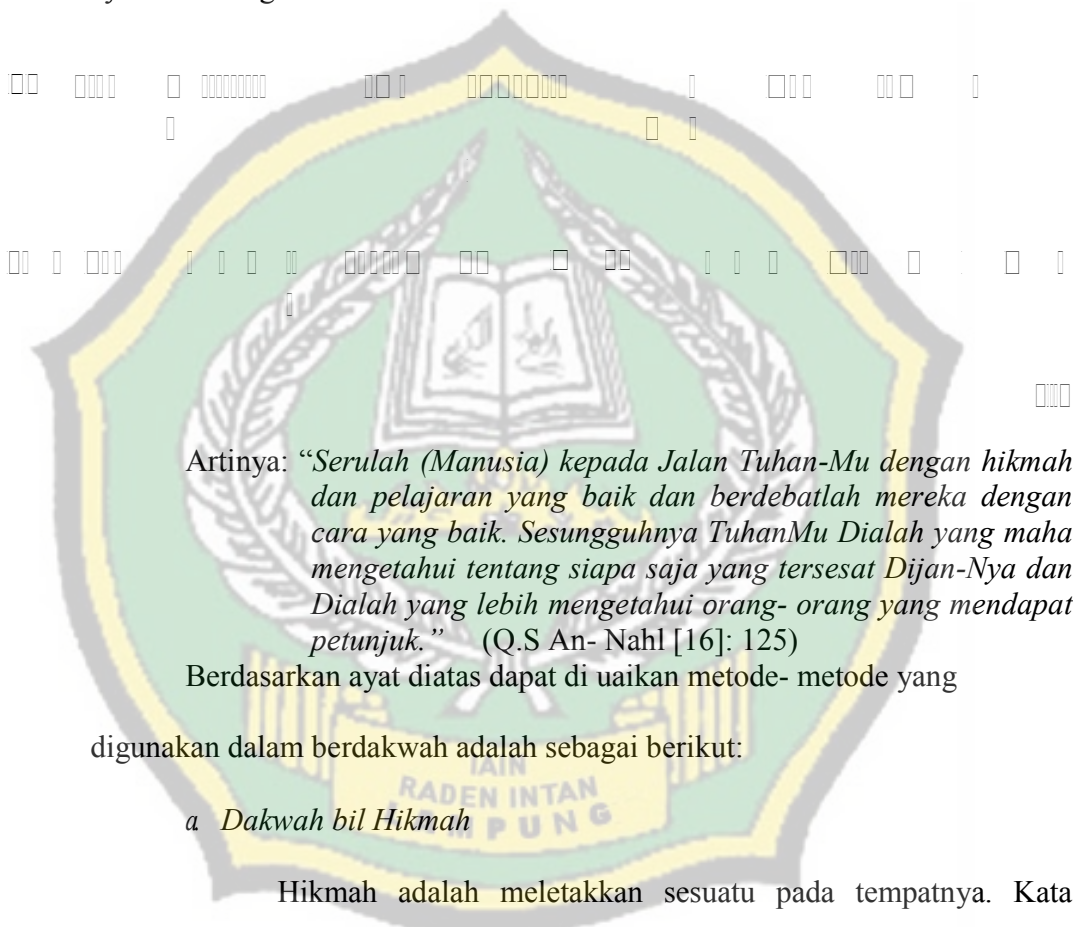 Artinya: “Serulah (Manusia) kepada Jalan Tuhan-Mu dengan hikmah
dan pelajaran yang baik dan berdebatlah mereka dengan
cara yang baik. Sesungguhnya TuhanMu Dialah yang maha
mengetahui tentang siapa saja yang tersesat Dijan-Nya dan
Dialah yang lebih mengetahui orang- orang yang mendapat
petunjuk.” (Q.S An- Nahl [16]: 125)
Berdasarkan ayat diatas dapat di uaikan metode- metode yang
digunakan dalam berdakwah adalah sebagai berikut:
IAIN
RADEN INTAN
LAMPUNG
a Dakwah bil Hikmah
Hikmah adalah meletakkan sesuatu pada tempatnya. Kata